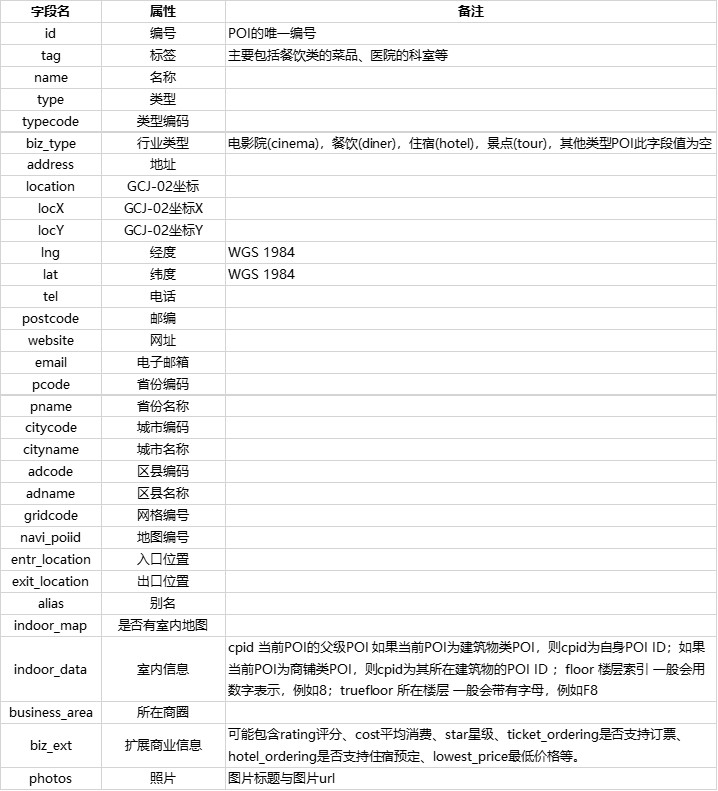 字段名 属性 备注
id 编号 POI的唯一编号
tag 标签 主要包括餐饮类的菜品、医院的科室等
name 名称
type 类型
typecode 类型编码
biz_type 行业类型 电影院(cinema)，餐饮(diner)，住宿(hotel)，景点(tour)，其他类型POI此字段值为空
address 地址
location GCJ-02坐标
locX GCJ-02坐标X
locY GCJ-02坐标Y
lng 经度 WGS 1984
lat 纬度 WGS 1984
tel 电话
postcode 邮编
website 网址
email 电子邮箱
pcode 省份编码
pname 省份名称
citycode 城市编码
cityname 城市名称
adcode 区县编码
adname 区县名称
gridcode 网格编号
navi_poiid 地图编号
entr_location 入口位置
exit_location 出口位置
alias 别名
indoor_map 是否有室内地图
indoor_data 室内信息 cpid 当前POI的父级POI 如果当前POI为建筑物类POI，则cpid为自身POI ID；如果
当前POI为商铺类POI，则cpid为其所在建筑物的POI ID ；floor 楼层索引 一般会用
数字表示，例如8；truefloor 所在楼层 一般会带有字母，例如F8
business_area 所在商圈
biz_ext 扩展商业信息 可能包含rating评分、cost平均消费、star星级、ticket_ordering是否支持订票、
hotel_ordering是否支持住宿预定、lowest_price最低价格等。
photos 照片 图片标题与图片url